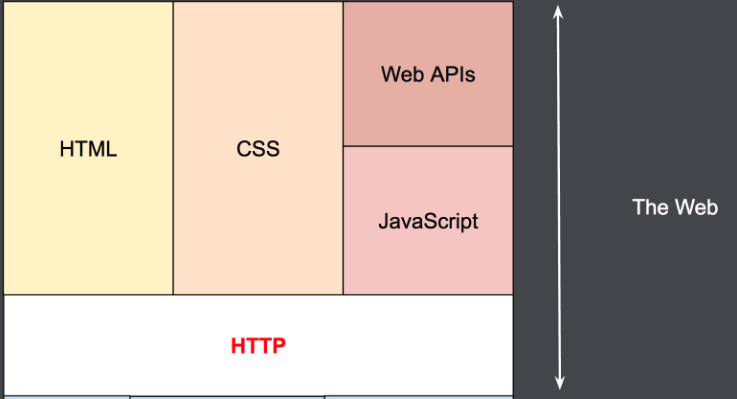 HTML
CSS
Web APIs
JavaScript
The Web
HTTP